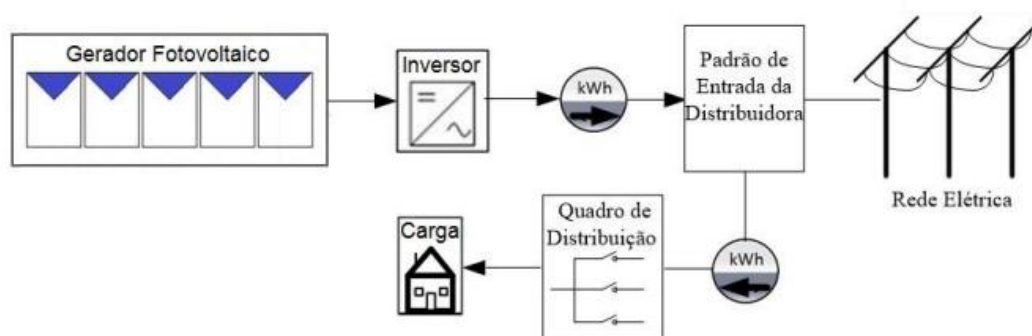 Gerador Fotovoltaico
Inversor
kWh
Padrão de
Entrada da
Distribuidora
Rede Elétrica
Carga
Quadro de
Distribuição
kWh